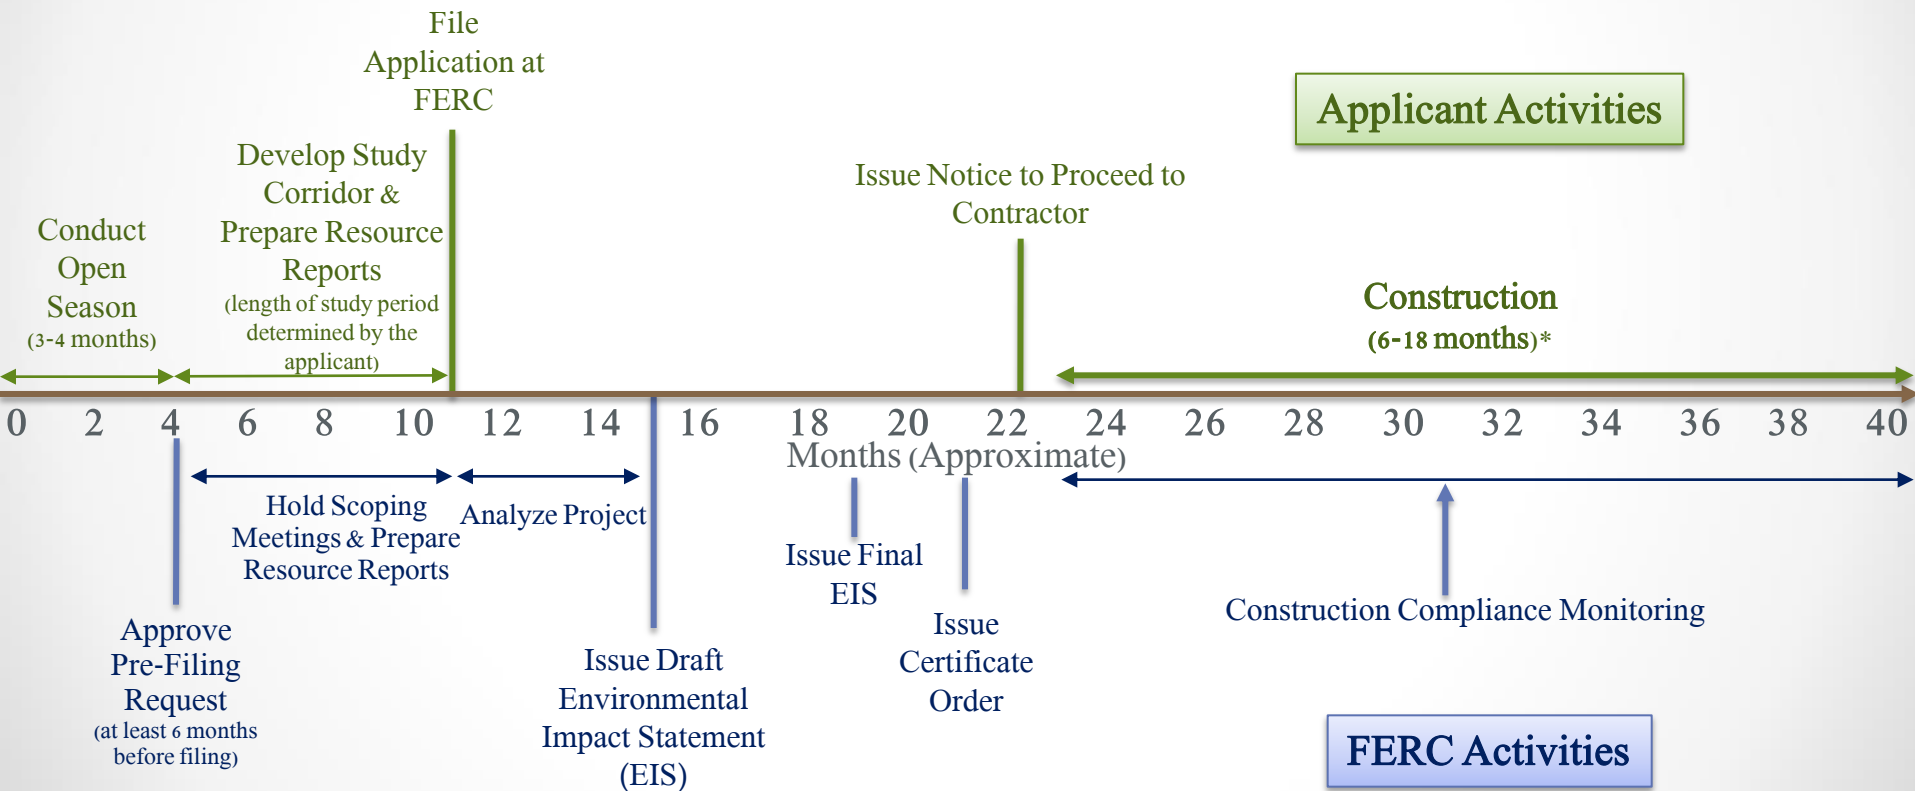 File
Application at
FERC
Applicant Activities
Develop Study
Corridor &
Prepare Resource
Reports
(length of study period
determined by the
applicant)
Conduct
Open
Season
(3-4 months)
Issue Notice to Proceed to
Contractor
Construction
(6-18 months)*
0 2 4 6 8 10 12 14 16 18 20 22 24 26 28 30 32 34 36 38 40
Months (Approximate)
Hold Scoping
Meetings & Prepare
Resource Reports
Analyze Project
Approve
Pre-Filing
Request
(at least 6 months
before filing)
Issue Draft
Environmental
Impact Statement
(EIS)
Issue Final
EIS
Issue
Certificate
Order
Construction Compliance Monitoring
FERC Activities